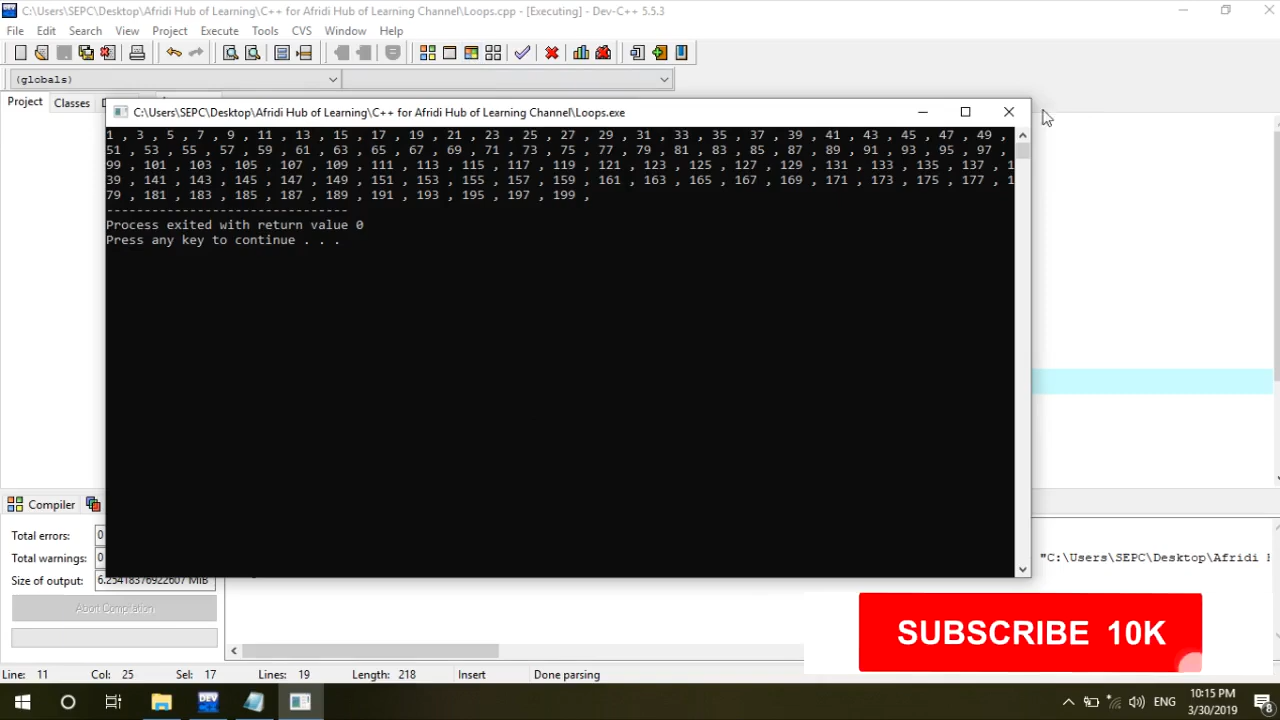 C:\Users\SEPC\Desktop\Afridi Hub of Learning\C++ for Afridi Hub of Learning Channel\Loops.cpp - [Executing] - Dev-C++ 5.5.3
File Edit Search View Project Execute Tools CVS Window Help
(globals)
Project Classes D
C:\Users\SEPC\Desktop\Afridi Hub of Learning\C++ for Afridi Hub of Learning Channel\Loops.exe
1 , 3 , 5 , 7 , 9 , 11 , 13 , 15 , 17 , 19 , 21 , 23 , 25 , 27 , 29 , 31 , 33 , 35 , 37 , 39 , 41 , 43 , 45 , 47 , 49 ,
51 , 53 , 55 , 57 , 59 , 61 , 63 , 65 , 67 , 69 , 71 , 73 , 75 , 77 , 79 , 81 , 83 , 85 , 87 , 89 , 91 , 93 , 95 , 97 ,
99 , 101 , 103 , 105 , 107 , 109 , 111 , 113 , 115 , 117 , 119 , 121 , 123 , 125 , 127 , 129 , 131 , 133 , 135 , 137 , 1
39 , 141 , 143 , 145 , 147 , 149 , 151 , 153 , 155 , 157 , 159 , 161 , 163 , 165 , 167 , 169 , 171 , 173 , 175 , 177 , 1
79 , 181 , 183 , 185 , 187 , 189 , 191 , 193 , 195 , 197 , 199 ,
--------------------------------
Process exited with return value 0
Press any key to continue . . .
Compiler
Total errors: 0
Total warnings: 0
"C:\Users\SEPC\Desktop\Afridi H
Size of output: 6.25418376922607 MiB
Abort Compilation
SUBSCRIBE 10K
Line: 11 Col: 25 Sel: 17 Lines: 19 Length: 218 Insert Done parsing
DEV
ENG
10:15 PM
3/30/2019
8